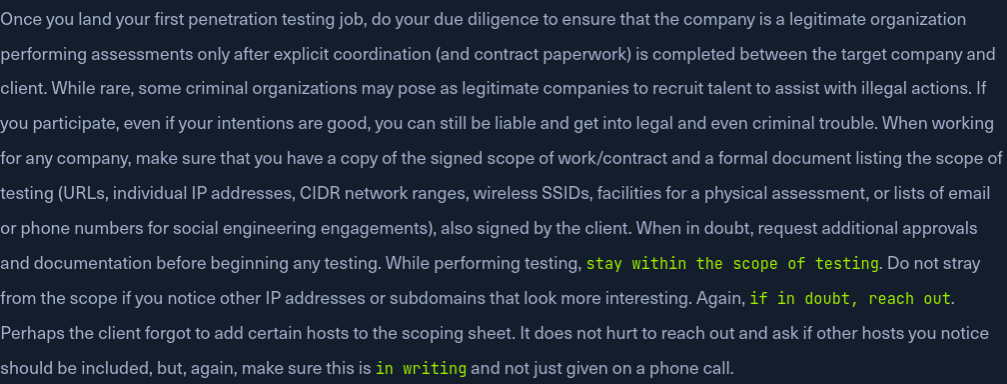 Once you land your first penetration testing job, do your due diligence to ensure that the company is a legitimate organization
performing assessments only after explicit coordination (and contract paperwork) is completed between the target company and
client. While rare, some criminal organizations may pose as legitimate companies to recruit talent to assist with illegal actions. If
you participate, even if your intentions are good, you can still be liable and get into legal and even criminal trouble. When working
for any company, make sure that you have a copy of the signed scope of work/contract and a formal document listing the scope of
testing (URLs, individual IP addresses, CIDR network ranges, wireless SSIDs, facilities for a physical assessment, or lists of email
or phone numbers for social engineering engagements), also signed by the client. When in doubt, request additional approvals
and documentation before beginning any testing. While performing testing, stay within the scope of testing. Do not stray
from the scope if you notice other IP addresses or subdomains that look more interesting. Again, if in doubt, reach out.
Perhaps the client forgot to add certain hosts to the scoping sheet. It does not hurt to reach out and ask if other hosts you notice
should be included, but, again, make sure this is in writing and not just given on a phone call.